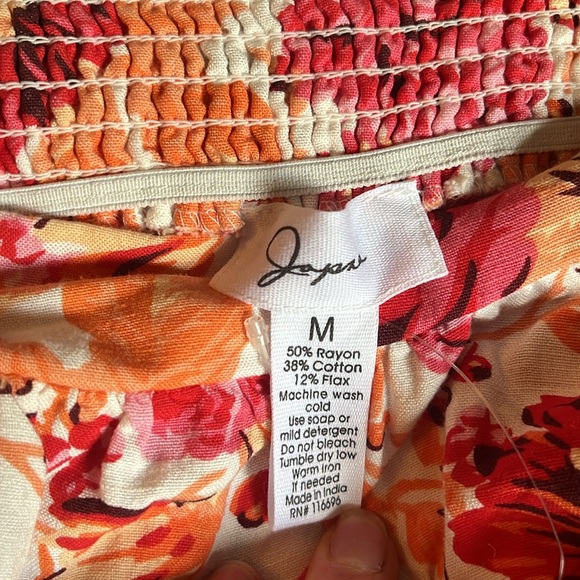 M
50% Rayon
38% Cotton
12% Flax
Machine wash
cold
Use soap or
mild detergent
Do not bleach
Tumble dry low
Warm iron
If needed
Made in India
RN# 116696